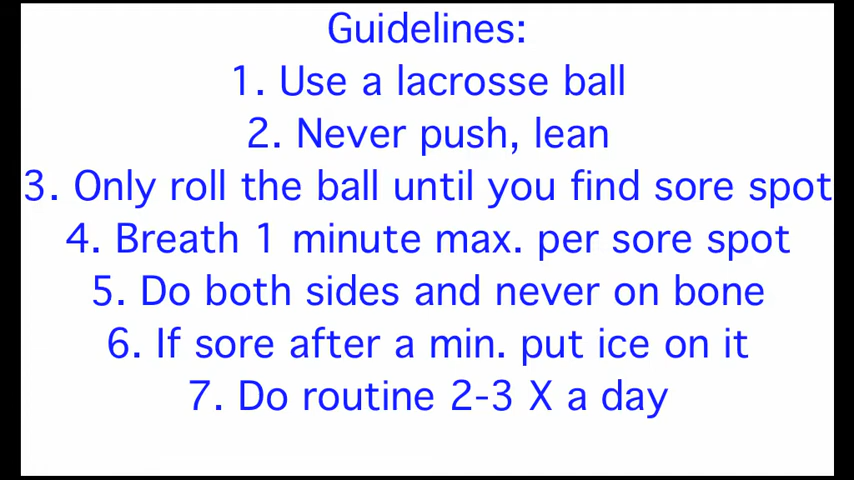 Guidelines:
1. Use a lacrosse ball
2. Never push, lean
3. Only roll the ball until you find sore spot
4. Breath 1 minute max. per sore spot
5. Do both sides and never on bone
6. If sore after a min. put ice on it
7. Do routine 2-3 X a day